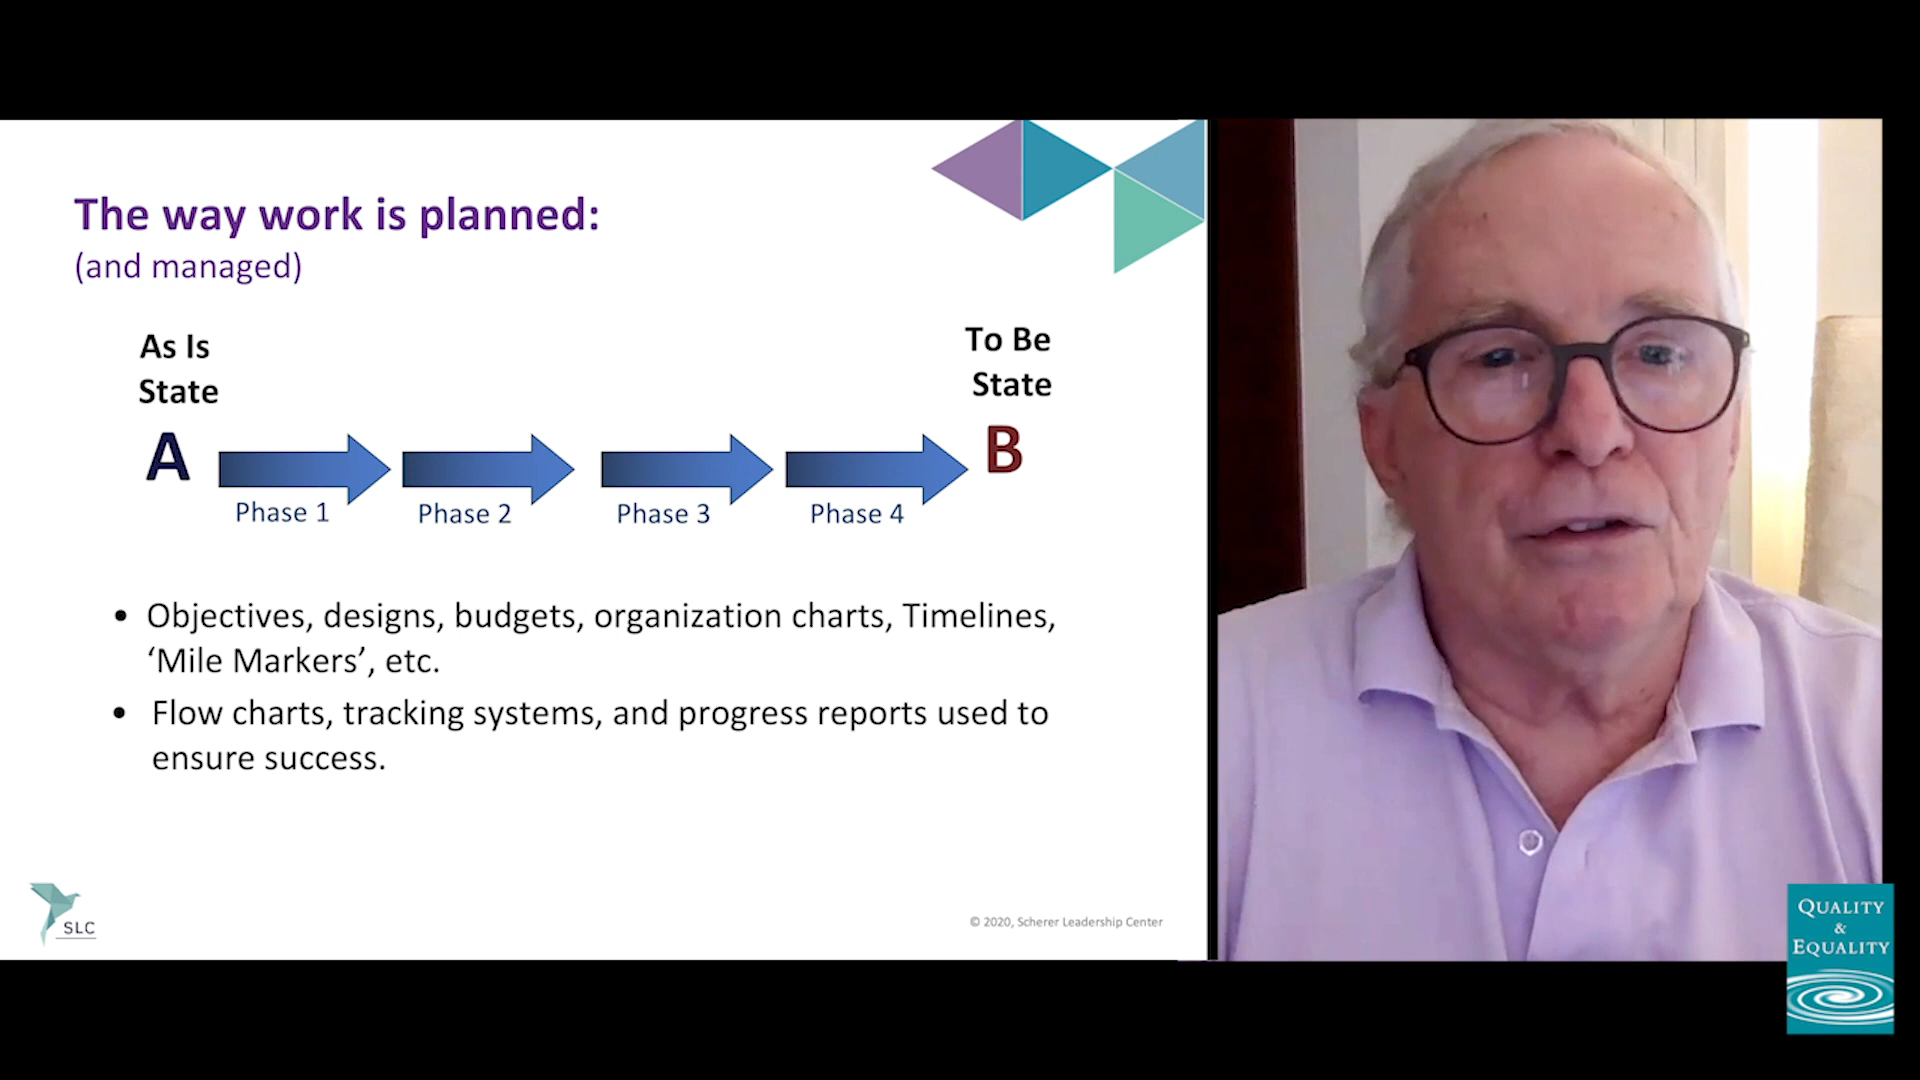 The way work is planned:
(and managed)
As Is
State
To Be
State
A
B
Phase 1
Phase 2
Phase 3
Phase 4
• Objectives, designs, budgets, organization charts, Timelines,
‘Mile Markers’, etc.
• Flow charts, tracking systems, and progress reports used to
ensure success.
SLC
© 2020, Scherer Leadership Center
QUALITY
&
EQUALITY